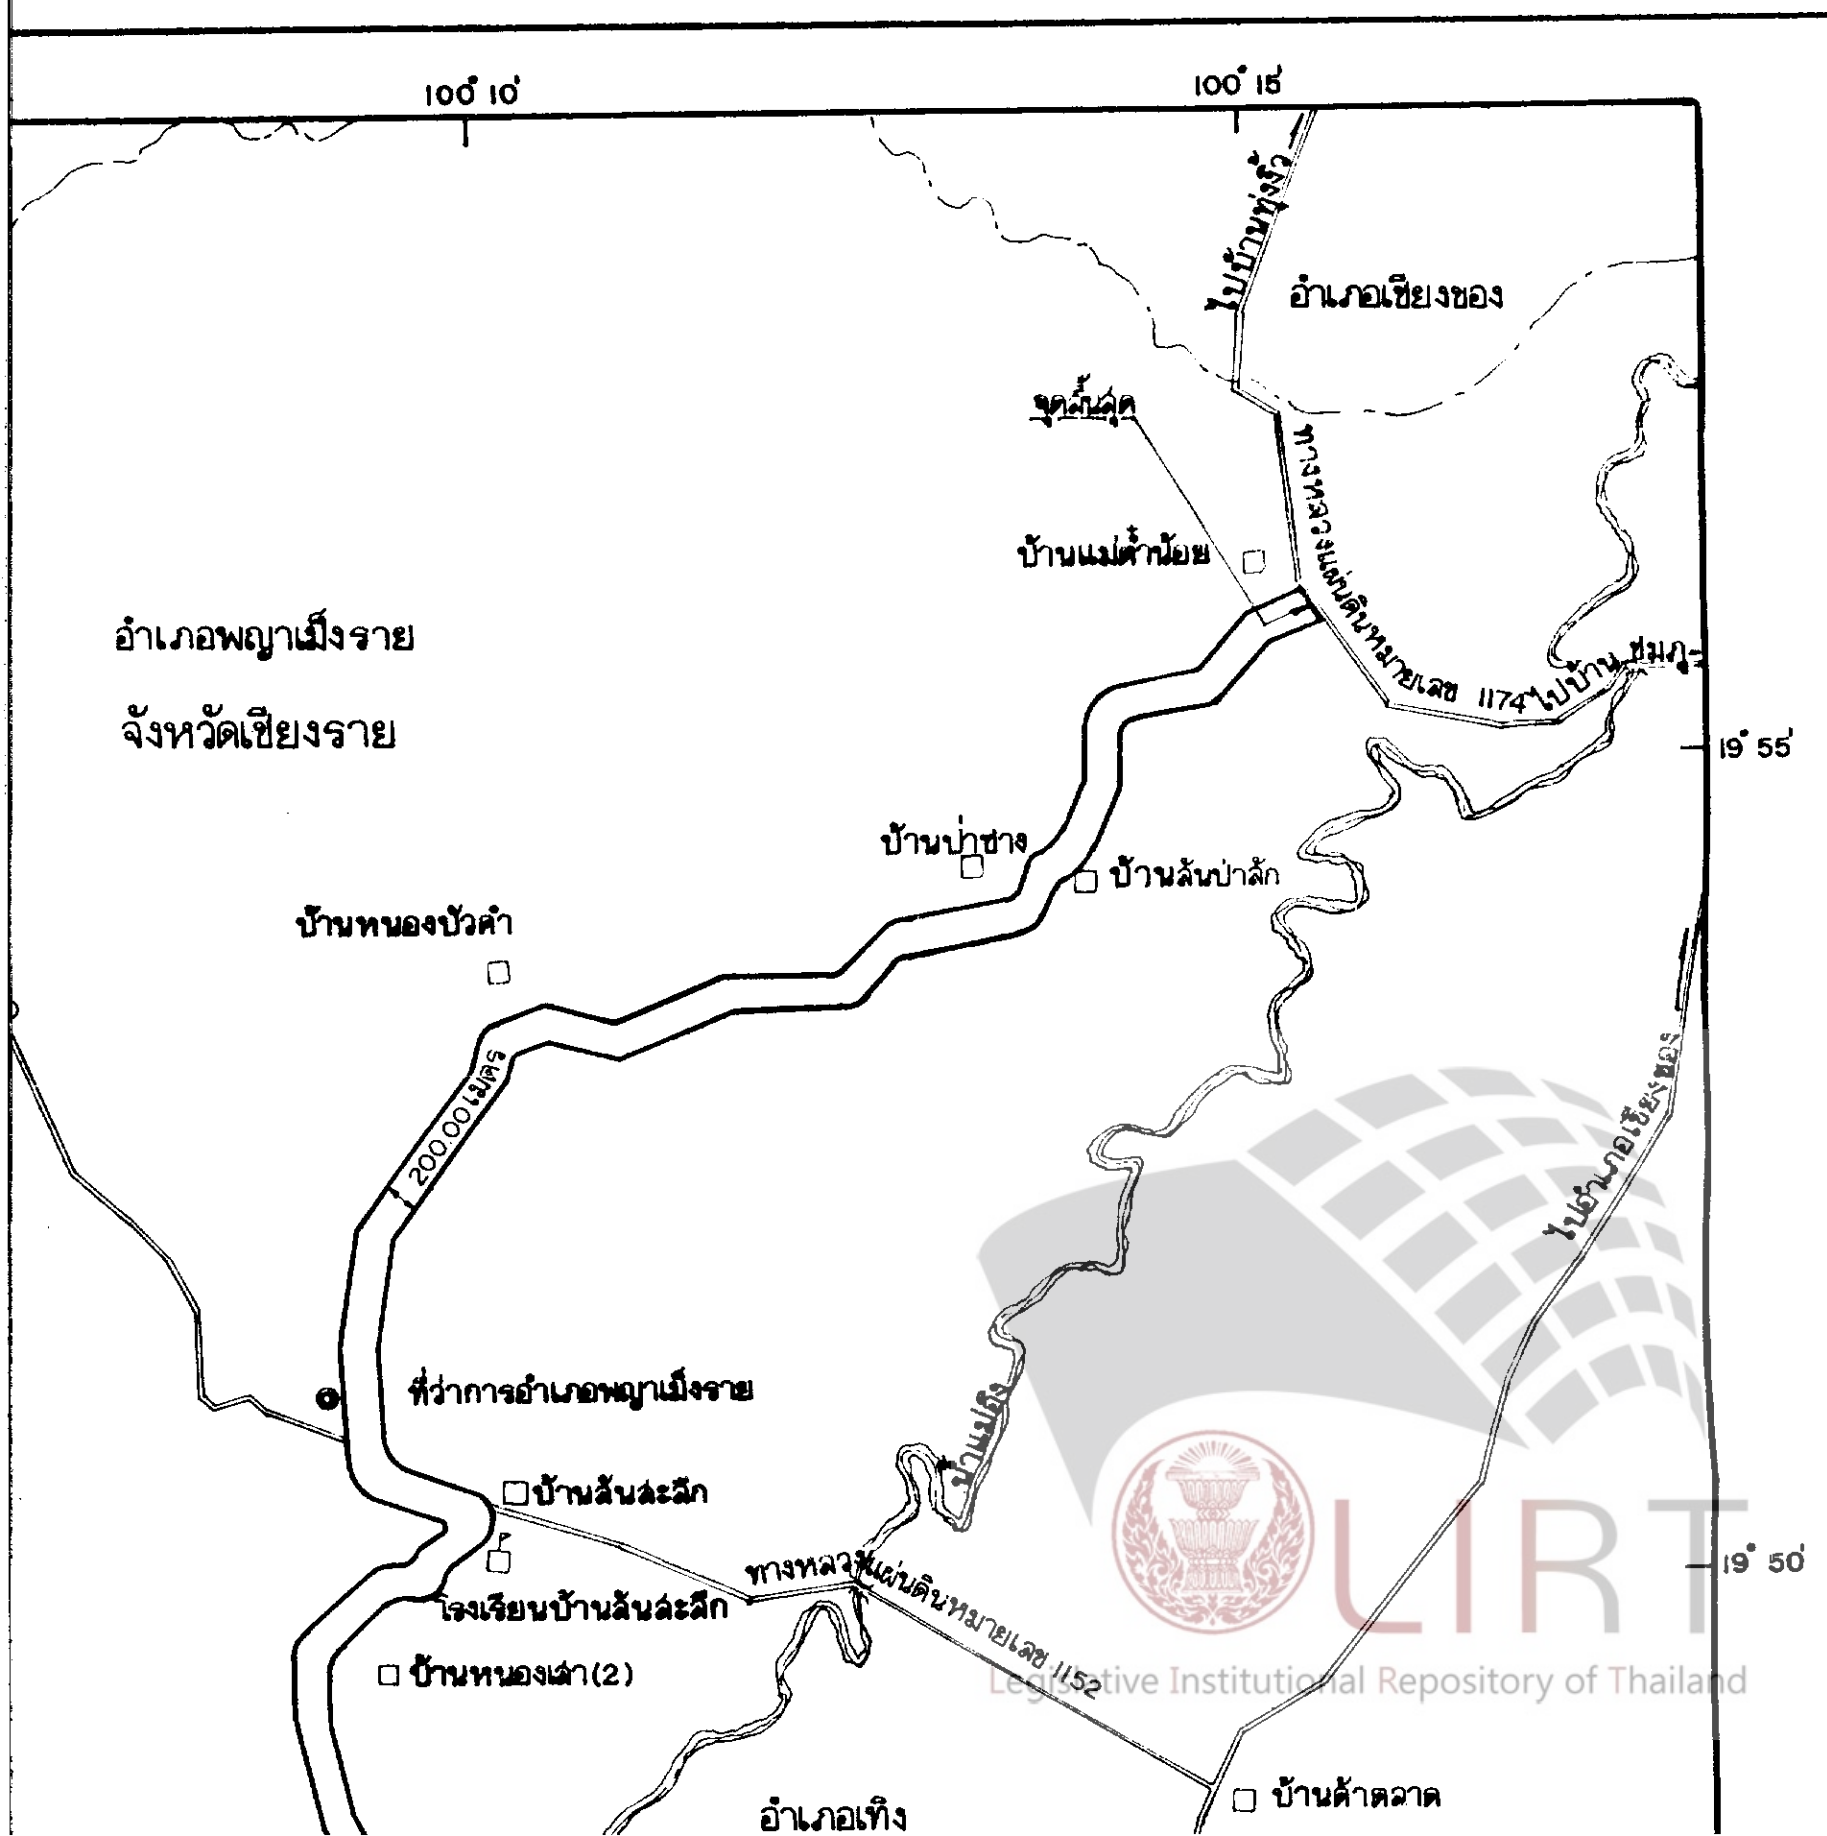 100° 10'
100° 15'
ไปบ้านทุ่งงิ้ว
อำเภอเชียงของ
จุดสิ้นสุด
ทางหลวงแผ่นดินหมายเลข 1174
ไปบ้านชมภู
บ้านแม่ต๋ำน้อย
อำเภอพญาเม็งราย
จังหวัดเชียงราย
19° 55'
บ้านป่าซาง
บ้านสันป่าสัก
บ้านหนองบัวคำ
200.00 เมตร
ไปอำเภอเชียงของ
ที่ว่าการอำเภอพญาเม็งราย
น้ำแม่อิง
บ้านสันสะลีก
19° 50'
ทางหลวงแผ่นดินหมายเลข 1152
โรงเรียนบ้านสันสะลีก
บ้านหนองเสา (2)
LIRT
Legislative Institutional Repository of Thailand
บ้านต้าตลาด
อำเภอเทิง